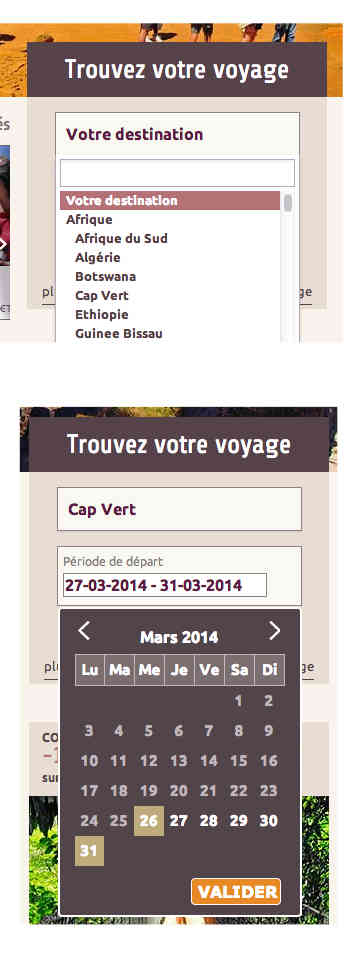 Trouvez votre voyage
és
Votre destination
Votre destination
Afrique
Afrique du Sud
Algérie
Botswana
Cap Vert
pl
ge
Ethiopie
Guinee Bissau
Trouvez votre voyage
Cap Vert
Période de départ
27-03-2014 - 31-03-2014
Mars 2014
pl
ge
Lu Ma Me Je Ve Sa Di
1 2
3 4 5 6 7 8 9
CO
10 11 12 13 14 15 16
sur
17 18 19 20 21 22 23
24 25 26 27 28 29 30
31
VALIDER